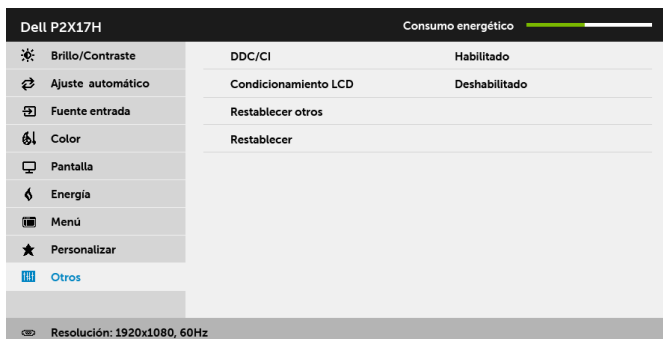 Dell P2X17H Consumo energético
Brillo/Contraste DDC/CI Habilitado
Ajuste automático Condicionamiento LCD Deshabilitado
Fuente entrada Restablecer otros
Color Restablecer
Pantalla
Energía
Menú
Personalizar
Otros
Resolución: 1920x1080, 60Hz